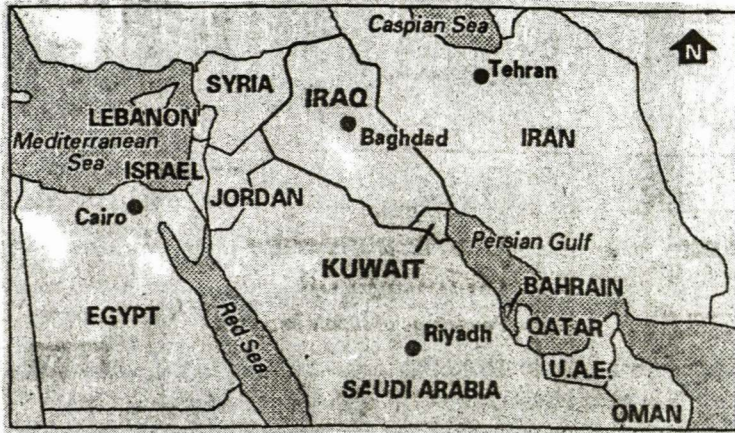 Caspian Sea
N
Tehran
SYRIA
IRAQ
LEBANON
Baghdad
IRAN
Mediterranean
Sea
ISRAEL
JORDAN
Cairo
Persian Gulf
KUWAIT
BAHRAIN
EGYPT
Red Sea
Riyadh
QATAR
U.A.E.
SAUDI ARABIA
OMAN